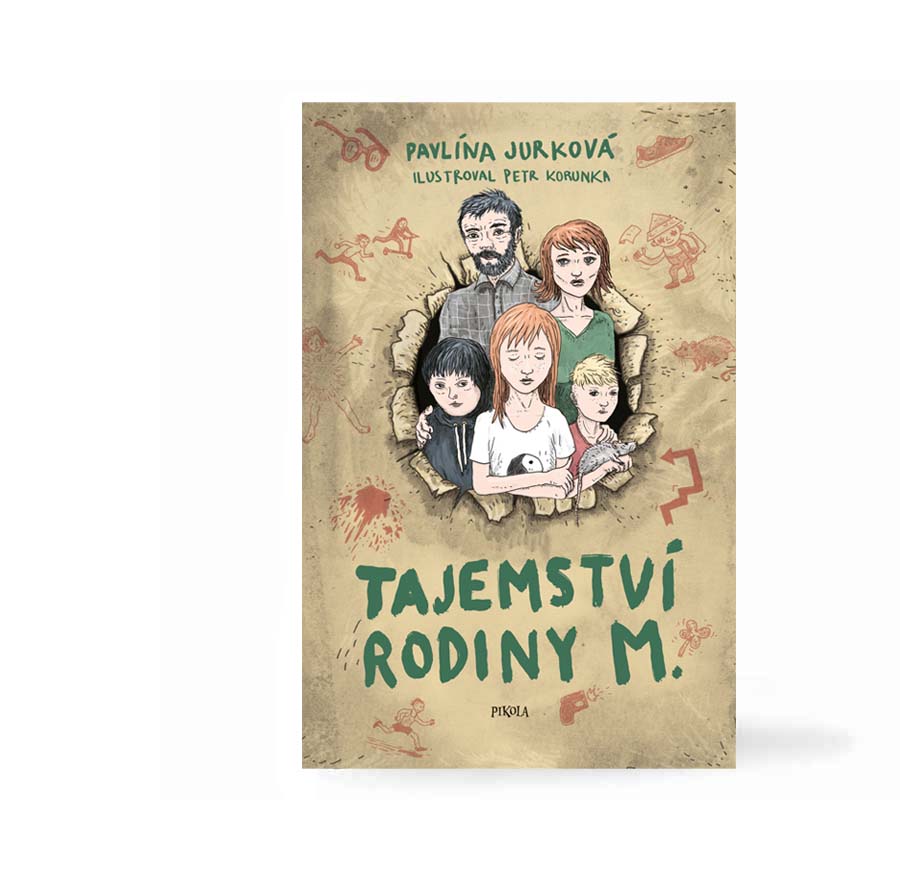 PAVLÍNA JURKOVÁ
ILUSTROVAL PETR KORUNKA
TAJEMSTVÍ
RODINY M.
PIKOLA